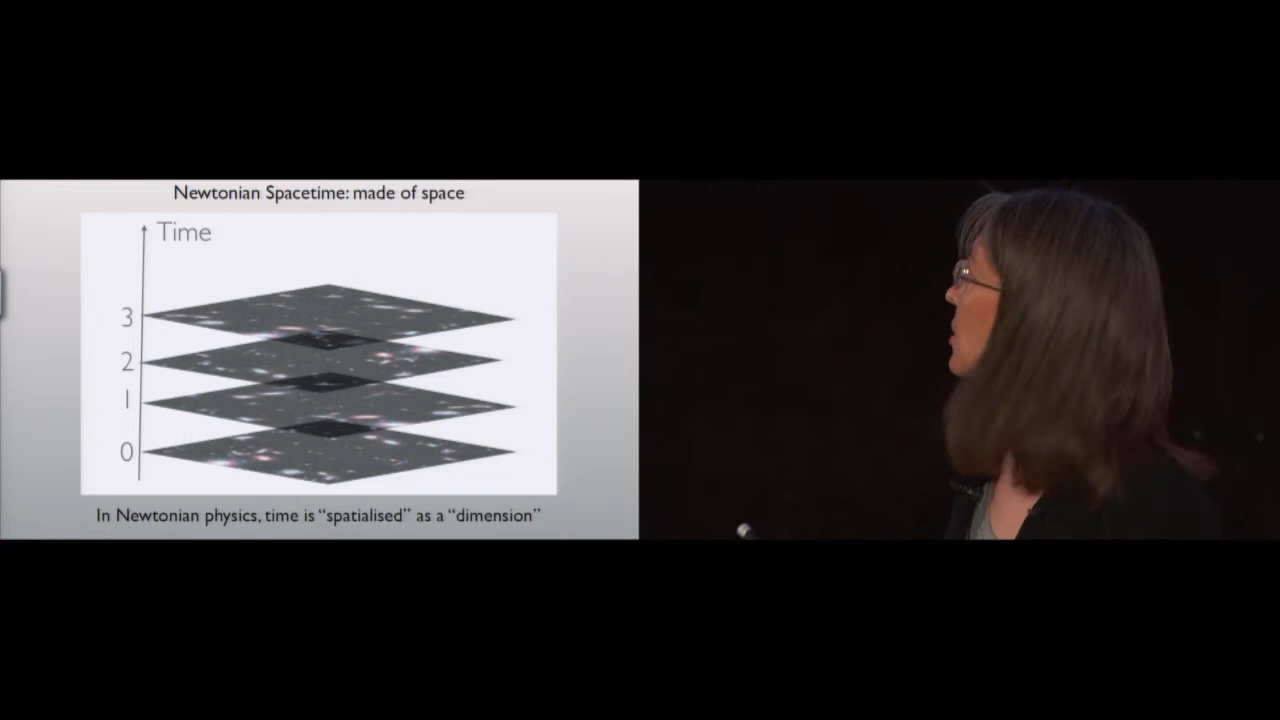 Newtonian Spacetime: made of space
Time
3
2
1
0
In Newtonian physics, time is “spatialised” as a “dimension”